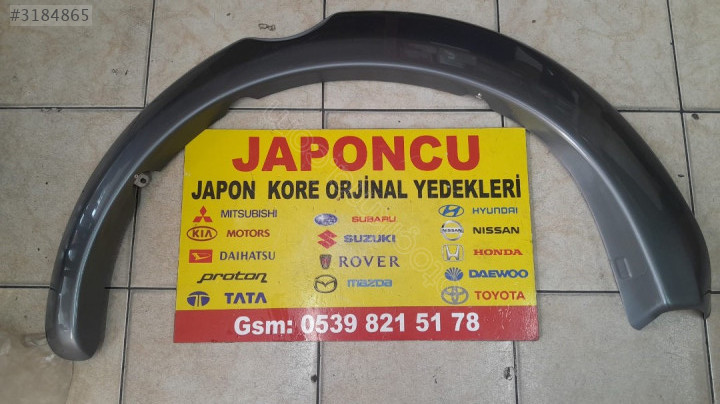 #3184865
JAPONCU
JAPON KORE ORJİNAL YEDEKLERİ
MITSUBISHI SUBARU HYUNDAI
KIA MOTORS SUZUKI NISSAN
DAIHATSU ROVER HONDA
proton mazda DAEWOO
TATA TOYOTA
Gsm: 0539 821 51 78